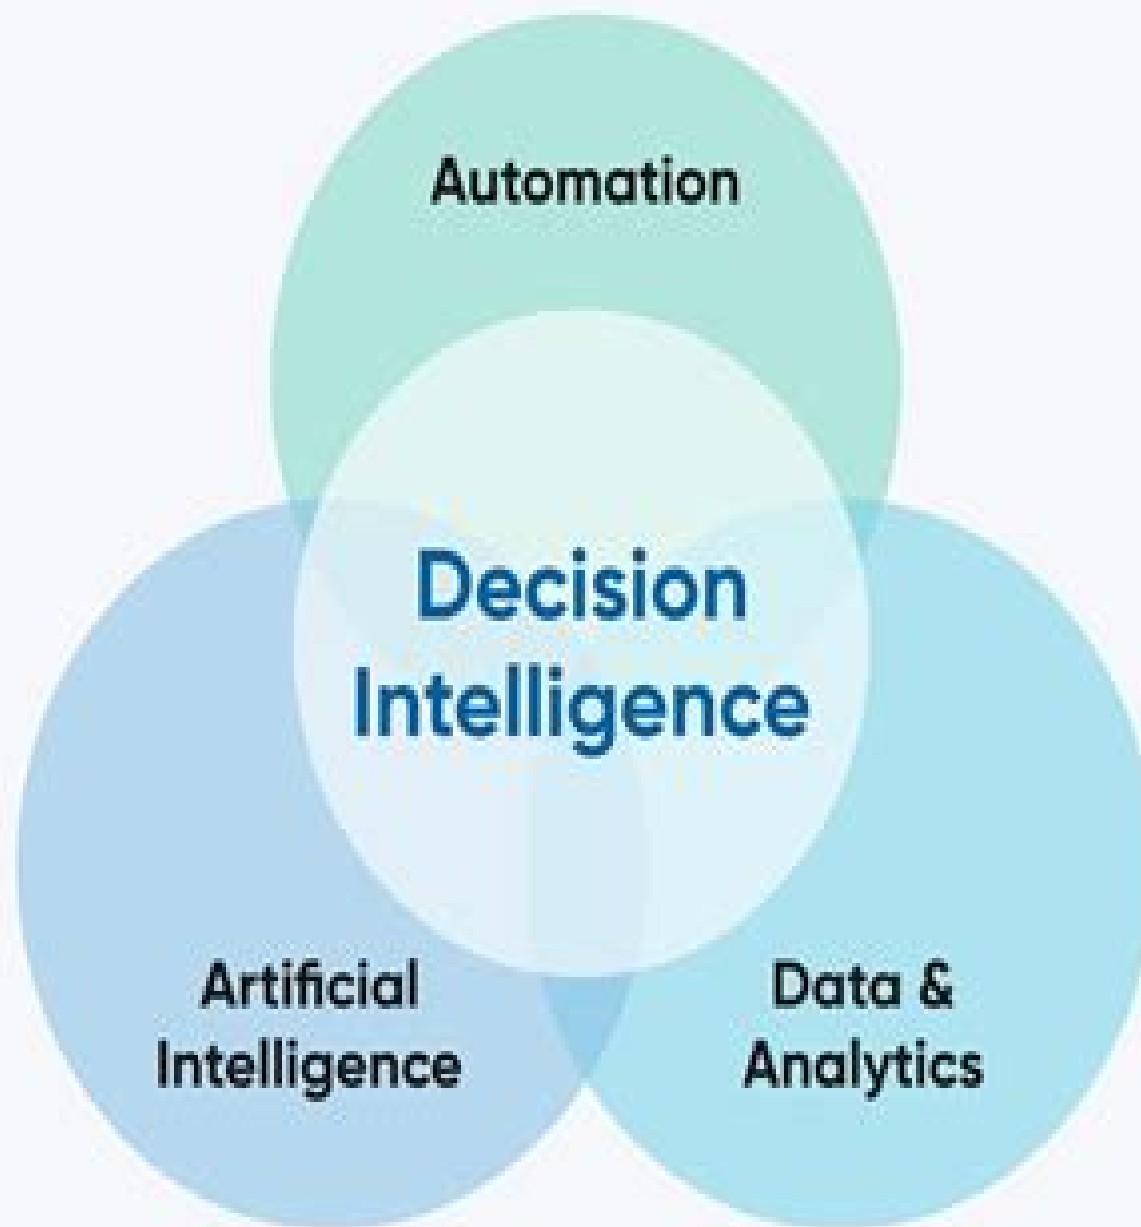 Automation
Decision
Intelligence
Artificial
Intelligence
Data &
Analytics